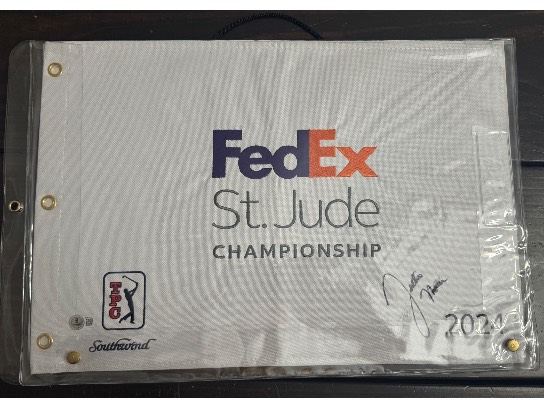 FedEx
St. Jude
CHAMPIONSHIP
TPC
Southwind
2024